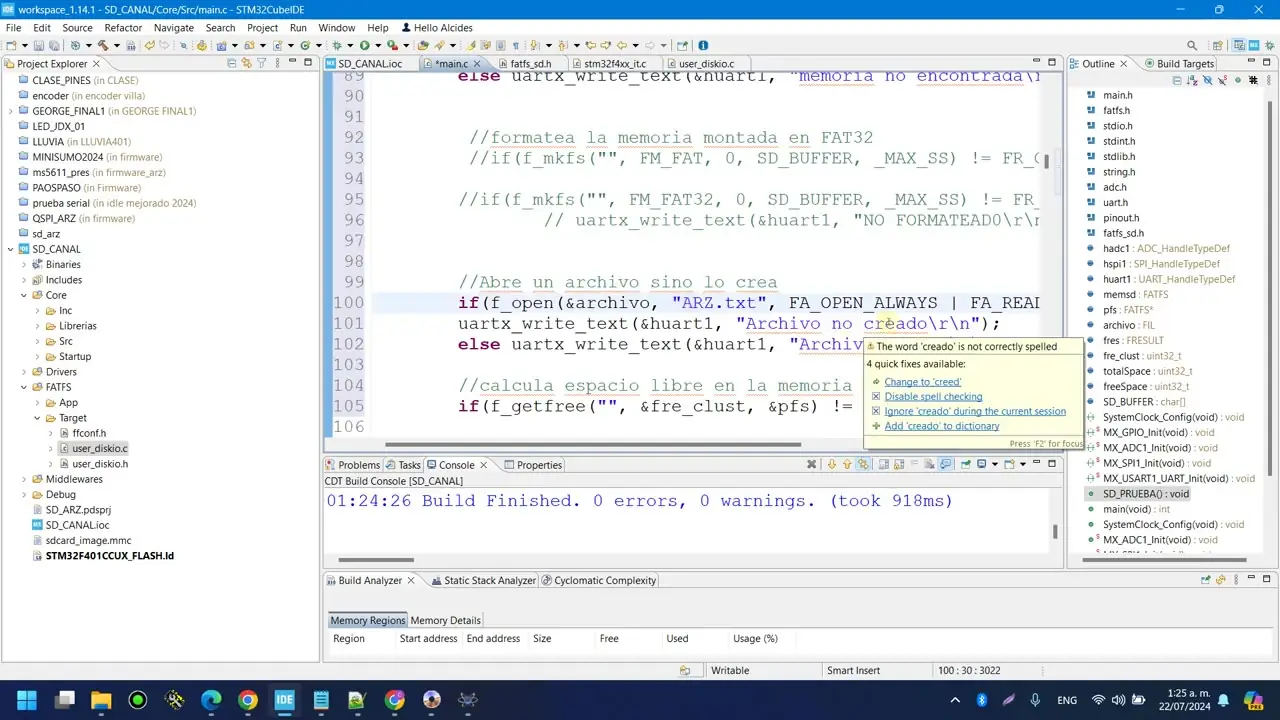 workspace_1.14.1 - SD_CANAL/Core/Src/main.c - STM32CubeIDE
File Edit Source Refactor Navigate Search Project Run Window Help Hello Alcides
Project Explorer
CLASE_PINES (in CLASE)
encoder (in encoder villa)
GEORGE_FINAL1 (in GEORGE FINAL1)
LED_JDX_01
LLUVIA (in LLUVIA401)
MINISUMO2024 (in firmware)
ms5611_pres (in firmware_arz)
PAOSPASO (in Firmware)
prueba serial (in idle mejorado 2024)
QSPI_ARZ (in firmware)
sd_arz
SD_CANAL
Binaries
Includes
Core
Inc
Librerias
Src
Startup
Drivers
FATFS
App
Target
ffconf.h
user_diskio.c
user_diskio.h
Middlewares
Debug
SD_ARZ.pdsprj
SD_CANAL.ioc
sdcard_image.mmc
STM32F401CCUX_FLASH.ld
SD_CANAL.ioc *main.c fatfs_sd.h stm32f4xx_it.c user_diskio.c
89 else uartx_write_text(&huart1, "memoria no encontrada\r
90
91
92 //formatea la memoria montada en FAT32
93 //if(f_mkfs("", FM_FAT, 0, SD_BUFFER, _MAX_SS) != FR_O
94
95 //if(f_mkfs("", FM_FAT32, 0, SD_BUFFER, _MAX_SS) != FR_
96 // uartx_write_text(&huart1, "NO FORMATEAD0\r\n
97
98
99 //Abre un archivo sino lo crea
100 if(f_open(&archivo, "ARZ.txt", FA_OPEN_ALWAYS | FA_READ
101 uartx_write_text(&huart1, "Archivo no creado\r\n");
102 else uartx_write_text(&huart1, "Archiv
103
104 //calcula espacio libre en la memoria
105 if(f_getfree("", &fre_clust, &pfs) !=
106
The word 'creado' is not correctly spelled
4 quick fixes available:
Change to 'creed'
Disable spell checking
Ignore 'creado' during the current session
Add 'creado' to dictionary
Press 'F2' for focus
Problems Tasks Console Properties
CDT Build Console [SD_CANAL]
01:24:26 Build Finished. 0 errors, 0 warnings. (took 918ms)
Build Analyzer Static Stack Analyzer Cyclomatic Complexity
Memory Regions Memory Details
Region Start address End address Size Free Used Usage (%)
Outline Build Targets
main.h
fatfs.h
stdio.h
stdint.h
stdlib.h
string.h
adc.h
uart.h
pinout.h
fatfs_sd.h
hadc1 : ADC_HandleTypeDef
hspi1 : SPI_HandleTypeDef
huart1 : UART_HandleTypeDef
memsd : FATFS
pfs : FATFS*
archivo : FIL
fres : FRESULT
fre_clust : uint32_t
totalSpace : uint32_t
freeSpace : uint32_t
SD_BUFFER : char[]
SystemClock_Config(void) : void
MX_GPIO_Init(void) : void
MX_ADC1_Init(void) : void
MX_SPI1_Init(void) : void
MX_USART1_UART_Init(void) : void
SD_PRUEBA() : void
main(void) : int
SystemClock_Config(void) : void
MX_ADC1_Init(void) : void
Writable Smart Insert 100 : 30 : 3022
IDE
ENG
1:25 a. m.
22/07/2024